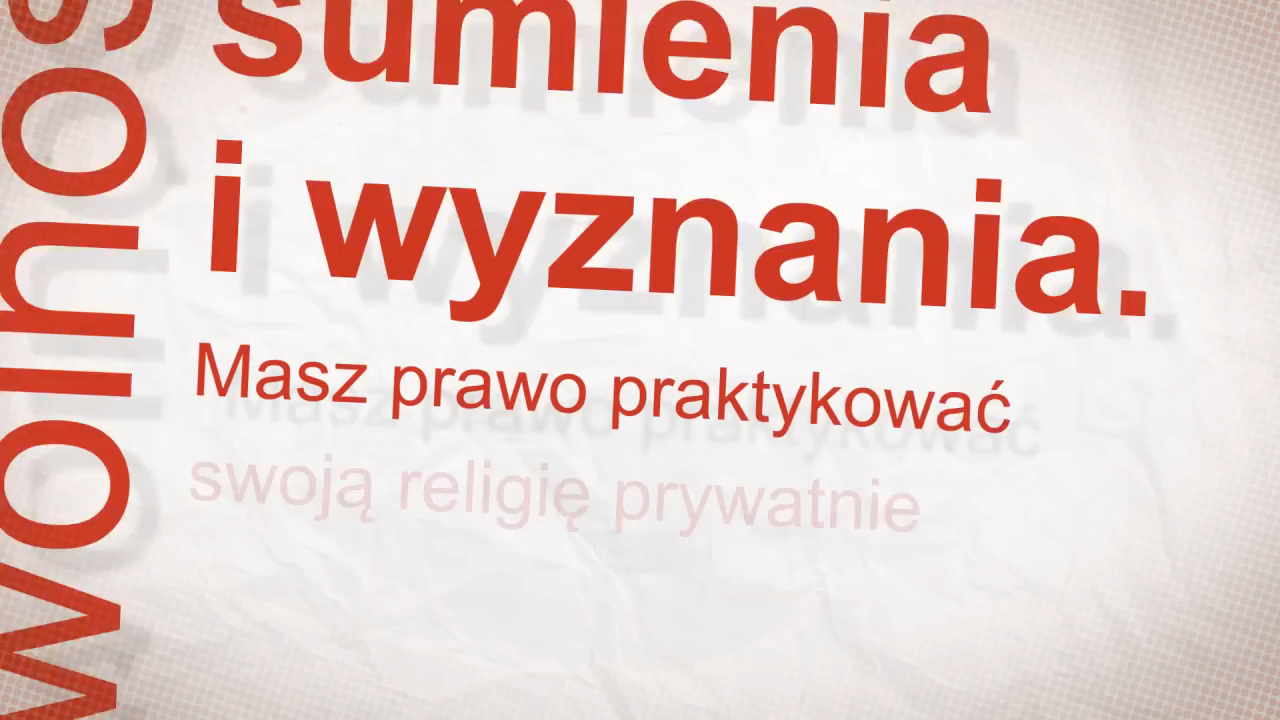 wolnoś
sumienia
i wyznania.
Masz prawo praktykować
swoją religię prywatnie